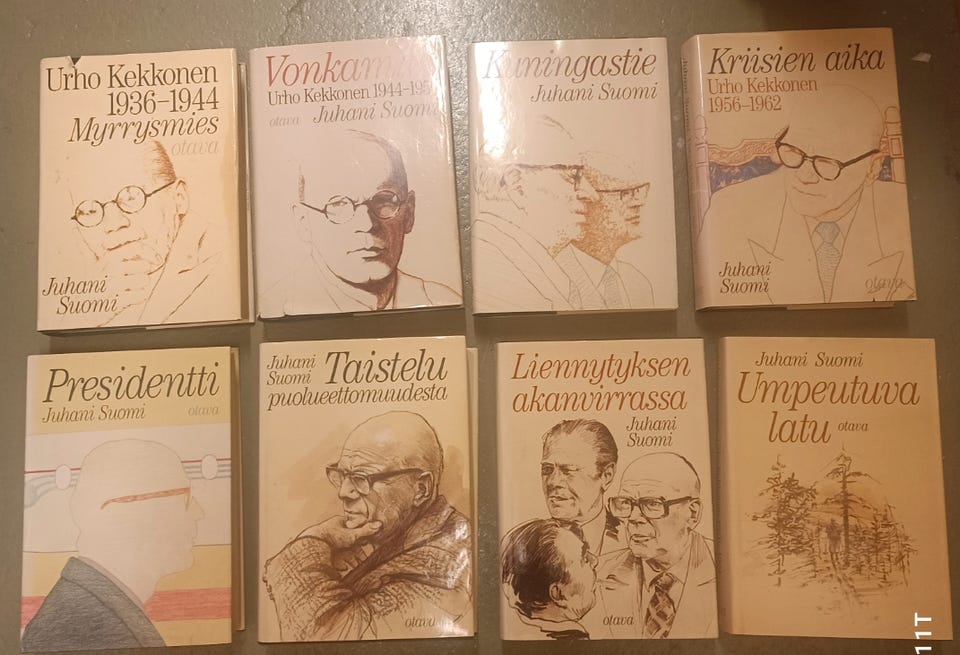 Urho Kekkonen
1936–1944
Myrrysmies
otava
Juhani
Suomi
Urho Kekkonen 1944–195
otava Juhani Suomi
Kuningastie
Juhani Suomi
Kriisien aika
Urho Kekkonen
1956–1962
Juhani
Suomi
otava
Presidentti
Juhani Suomi otava
Juhani
Suomi
Taistelu
puolueettomuudesta
otava
Liennytyksen
akanvirrassa
Juhani
Suomi
otava
Juhani Suomi
Umpeutuva
latu otava
11T